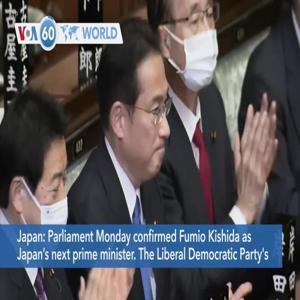 VOA 60 WORLD
Japan: Parliament Monday confirmed Fumio Kishida as
Japan's next prime minister. The Liberal Democratic Party's